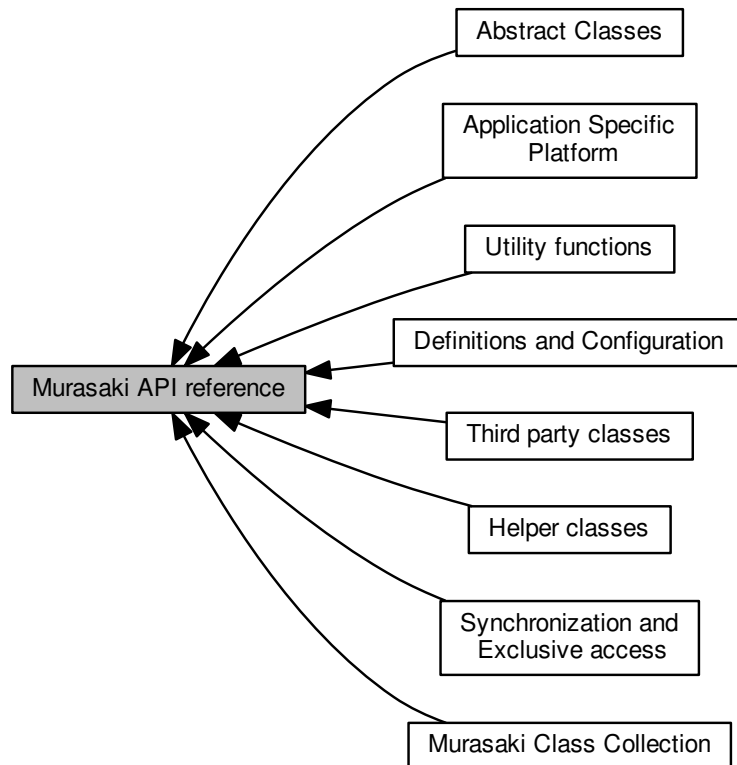 Abstract Classes
Application Specific
Platform
Utility functions
Definitions and Configuration
Murasaki API reference
Third party classes
Helper classes
Synchronization and
Exclusive access
Murasaki Class Collection